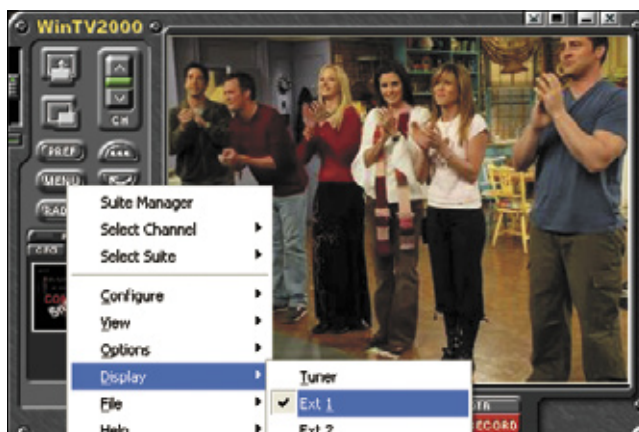 WinTV2000
CH
PREF
MENU
Suite Manager
Select Channel
Select Suite
Configure
View
Options
Display
File
Help
Tuner
Ext 1
Ext 2